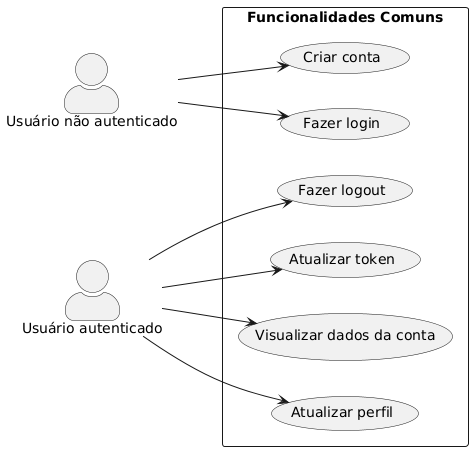 Funcionalidades Comuns
Criar conta
Usuário não autenticado
Fazer login
Fazer logout
Atualizar token
Usuário autenticado
Visualizar dados da conta
Atualizar perfil